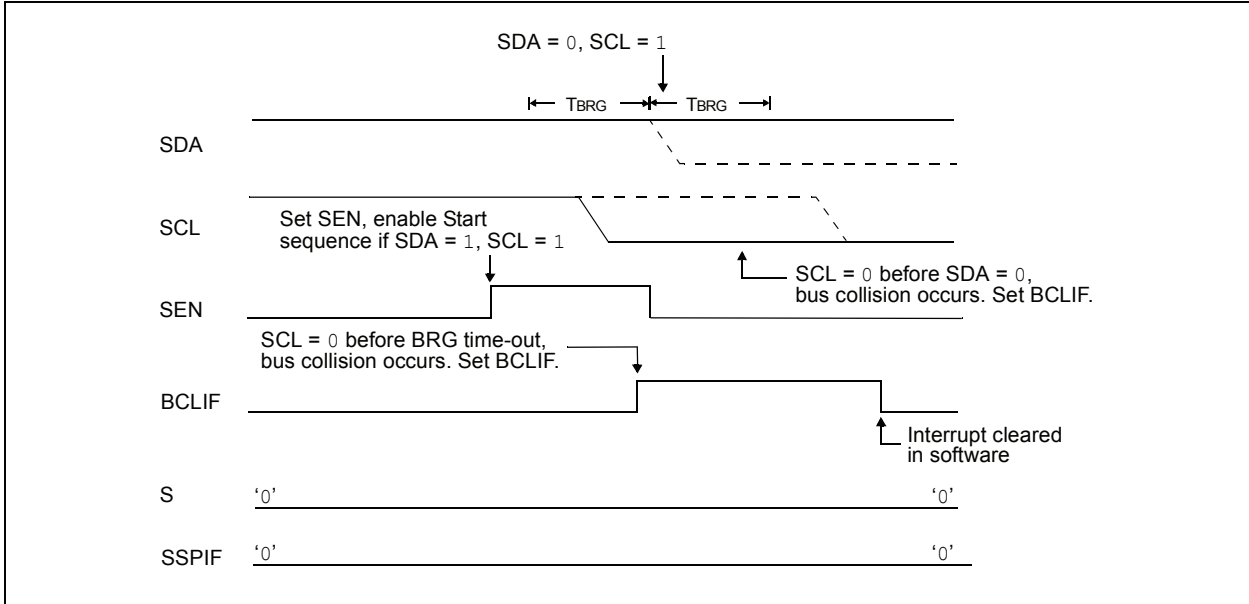 SDA = 0, SCL = 1
TBRG TBRG
SDA
SCL
Set SEN, enable Start
sequence if SDA = 1, SCL = 1
SCL = 0 before SDA = 0,
bus collision occurs. Set BCLIF.
SEN
SCL = 0 before BRG time-out,
bus collision occurs. Set BCLIF.
BCLIF
Interrupt cleared
in software
S ‘0’ ‘0’
SSPIF ‘0’ ‘0’